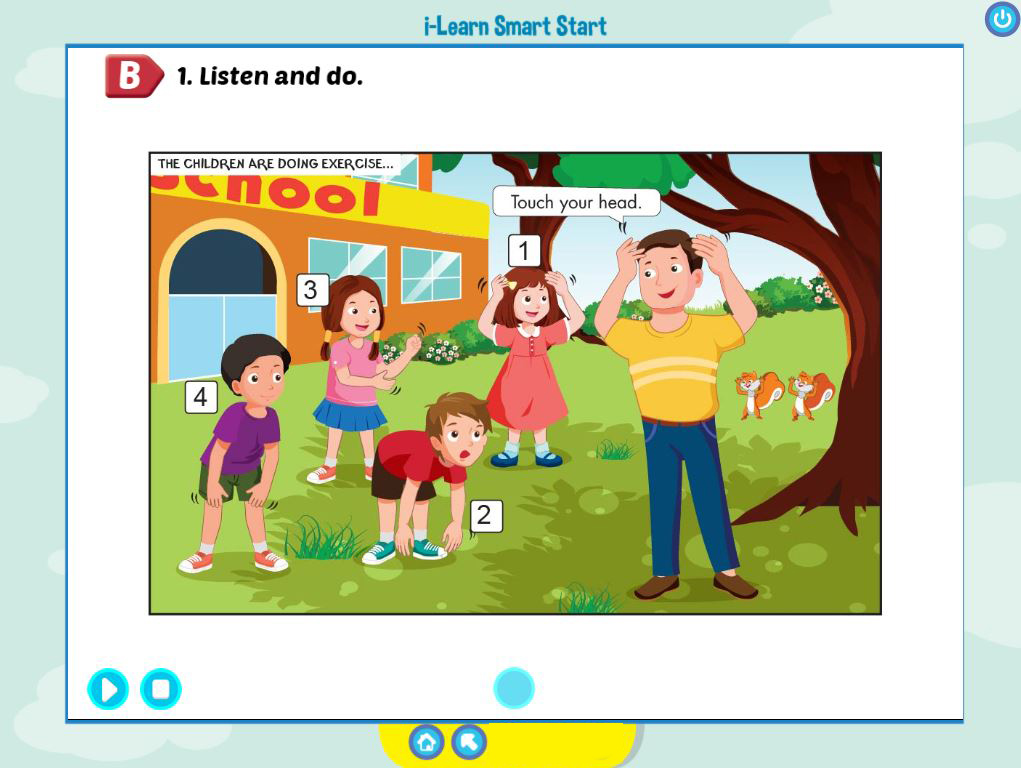 i-Learn Smart Start
B 1. Listen and do.
THE CHILDREN ARE DOING EXERCISE...
School
Touch your head.
1
3
4
2